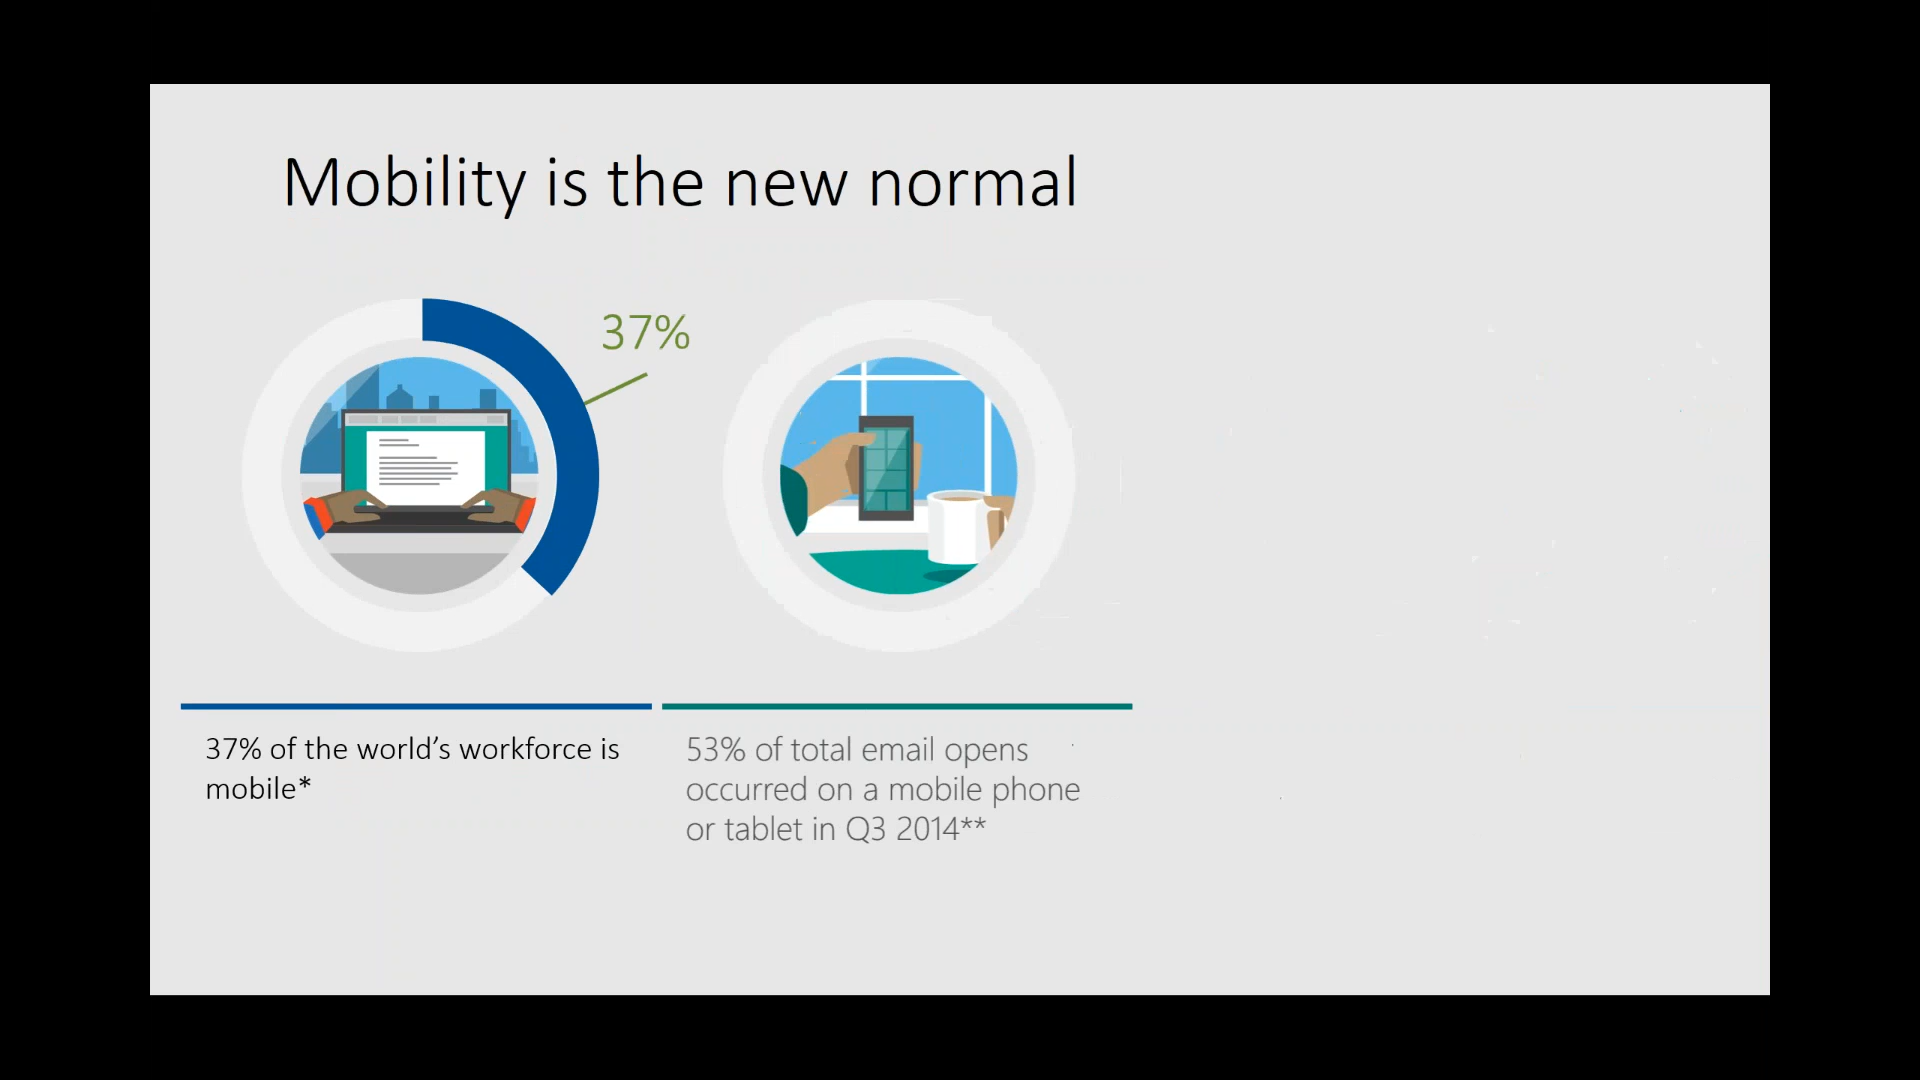 Mobility is the new normal
37%
37% of the world’s workforce is
mobile*
53% of total email opens
occurred on a mobile phone
or tablet in Q3 2014**